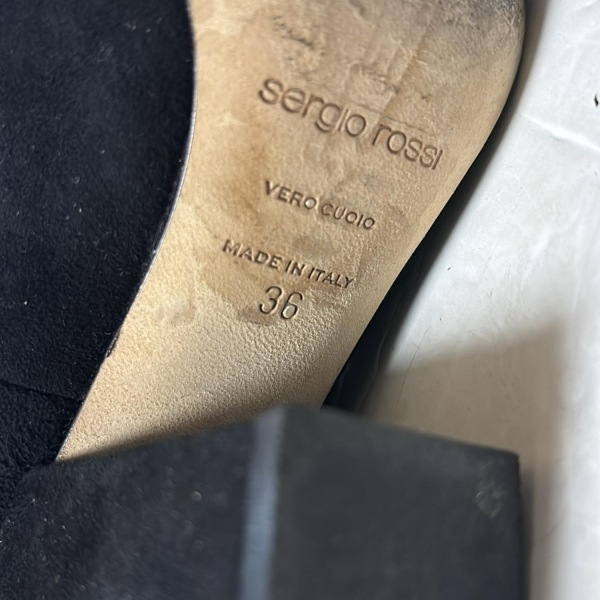 sergio rossi
VERO CUOIO
MADE IN ITALY
36